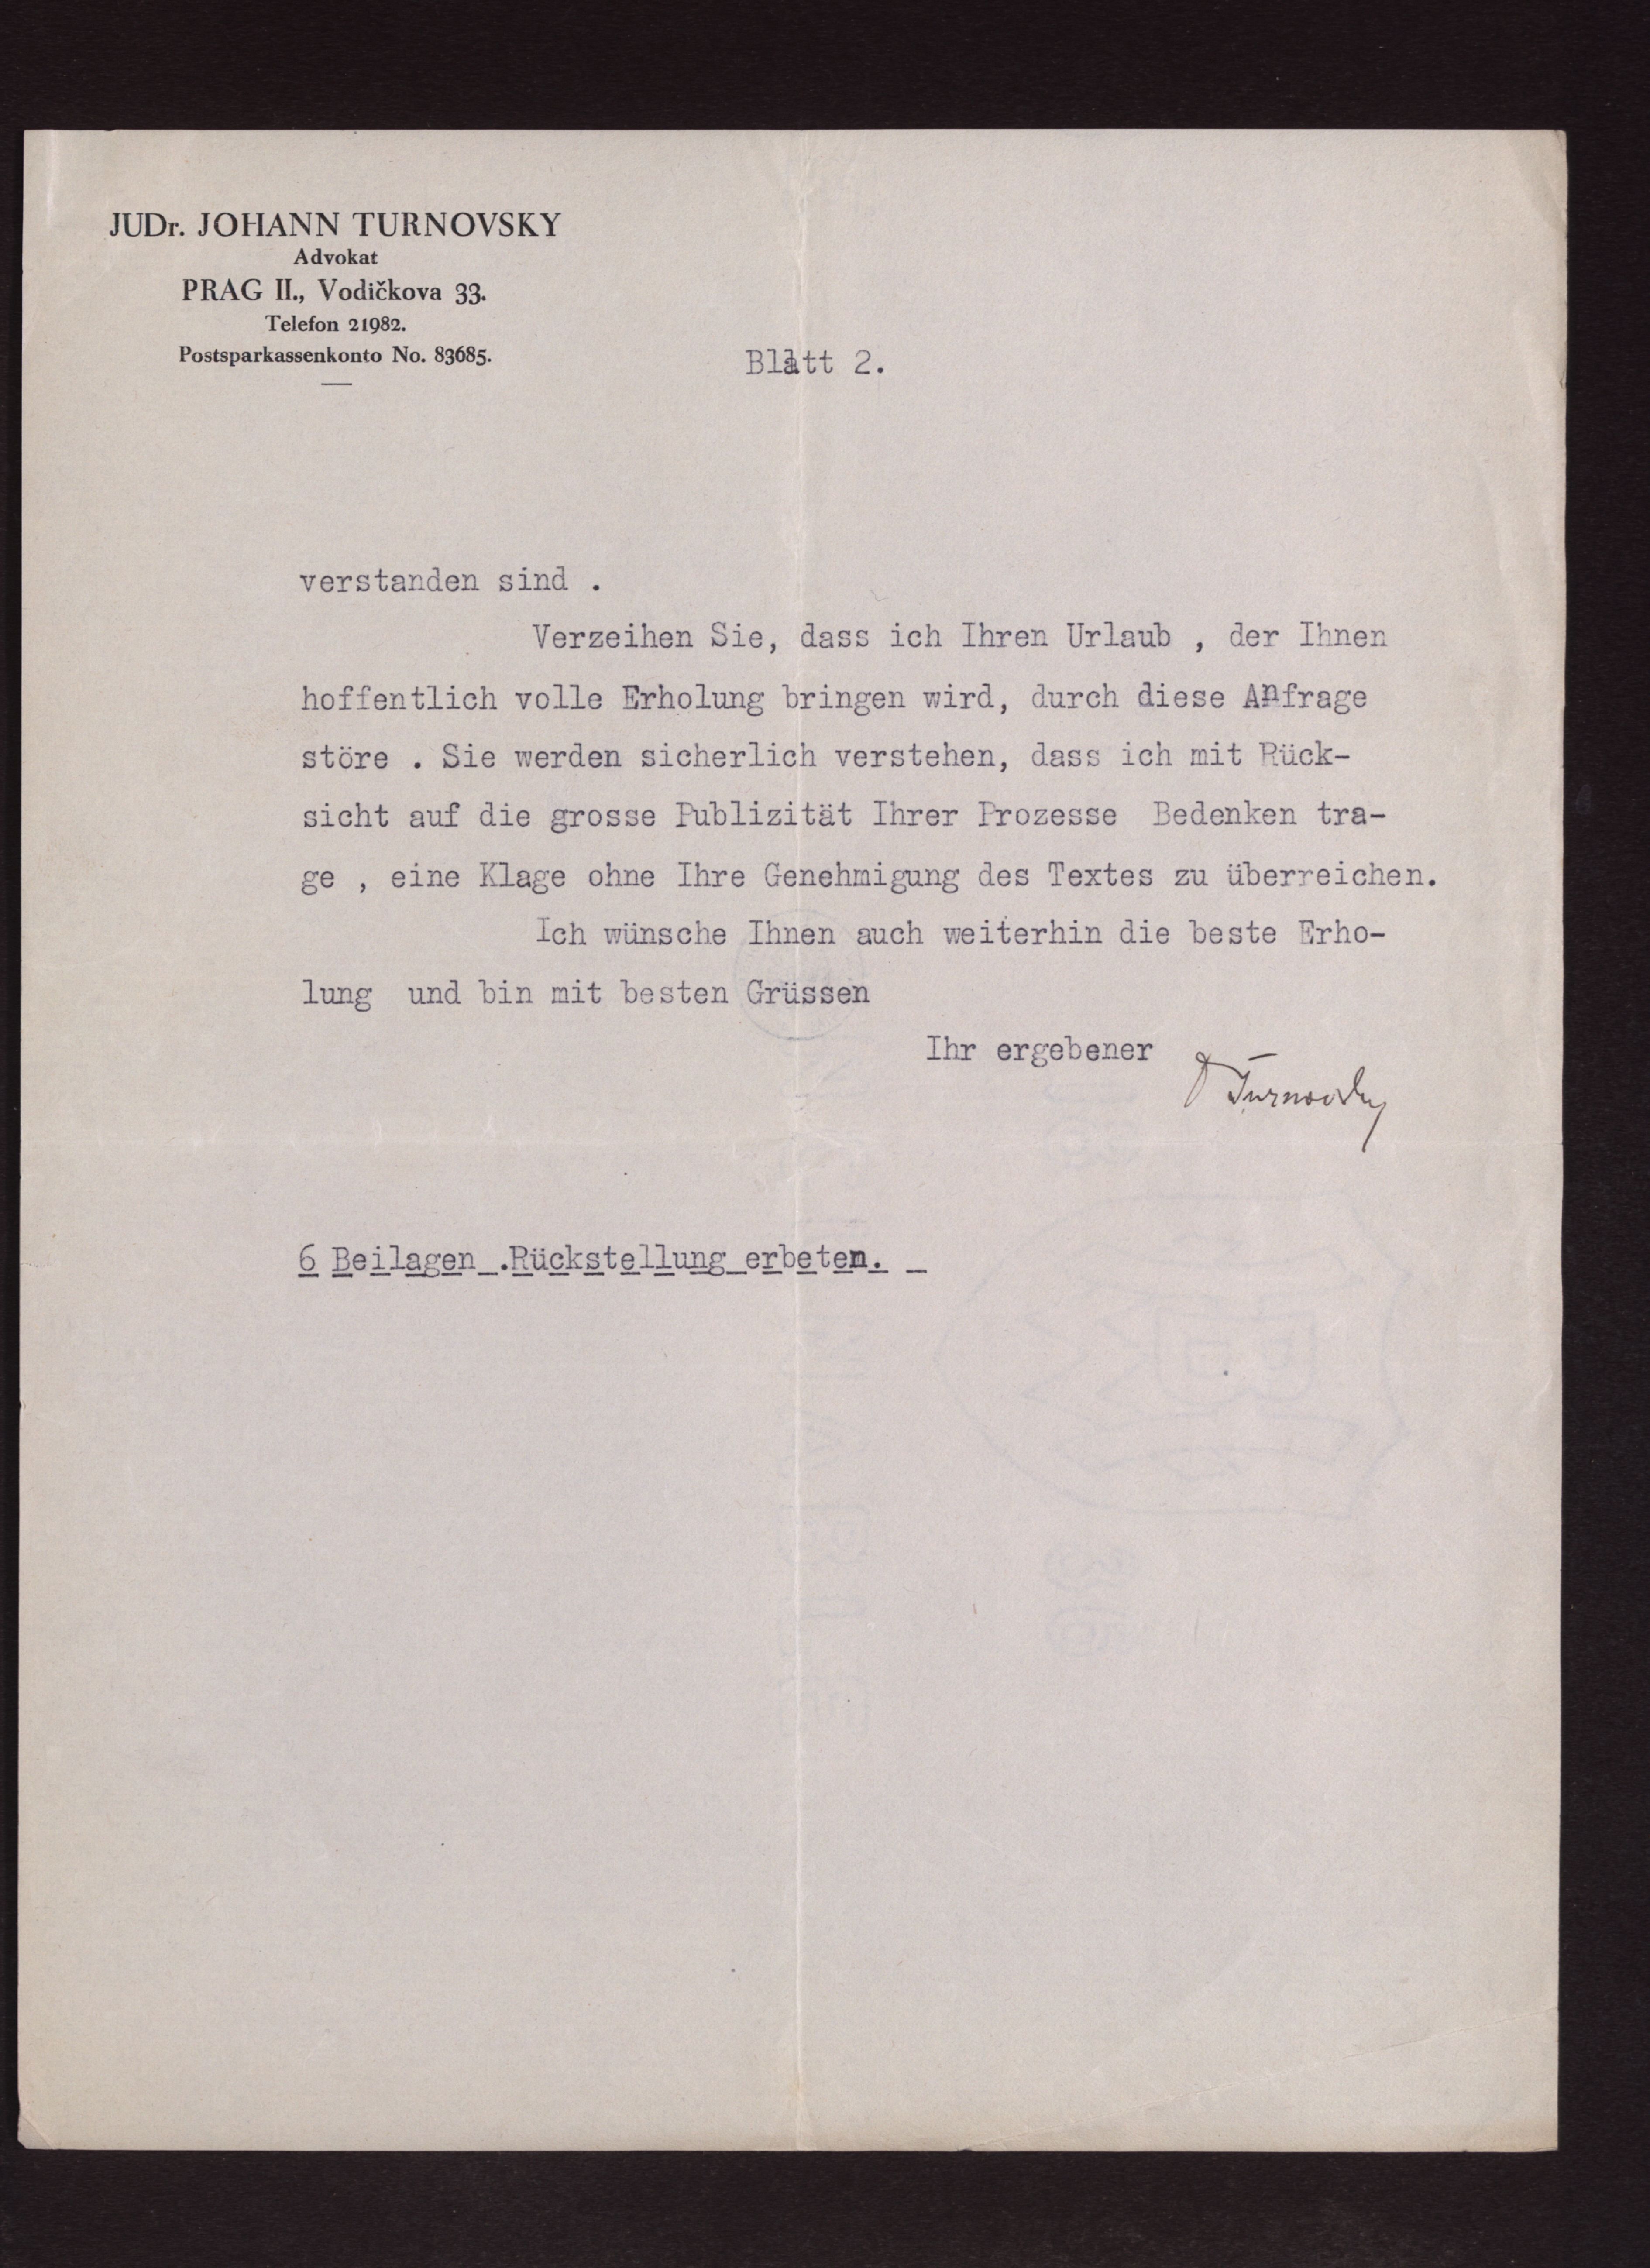 JUDr. JOHANN TURNOVSKY
Advokat
PRAG II., Vodičkova 33.
Telefon 21982.
Postsparkassenkonto No. 83685.
Blatt 2.
verstanden sind .
Verzeihen Sie, dass ich Ihren Urlaub , der Ihnen
hoffentlich volle Erholung bringen wird, durch diese Anfrage
störe . Sie werden sicherlich verstehen, dass ich mit Rück-
sicht auf die grosse Publizität Ihrer Prozesse Bedenken tra-
ge , eine Klage ohne Ihre Genehmigung des Textes zu überreichen.
Ich wünsche Ihnen auch weiterhin die beste Erho-
lung und bin mit besten Grüssen
Ihr ergebener
Turnovsky
6 Beilagen .Rückstellung erbeten.